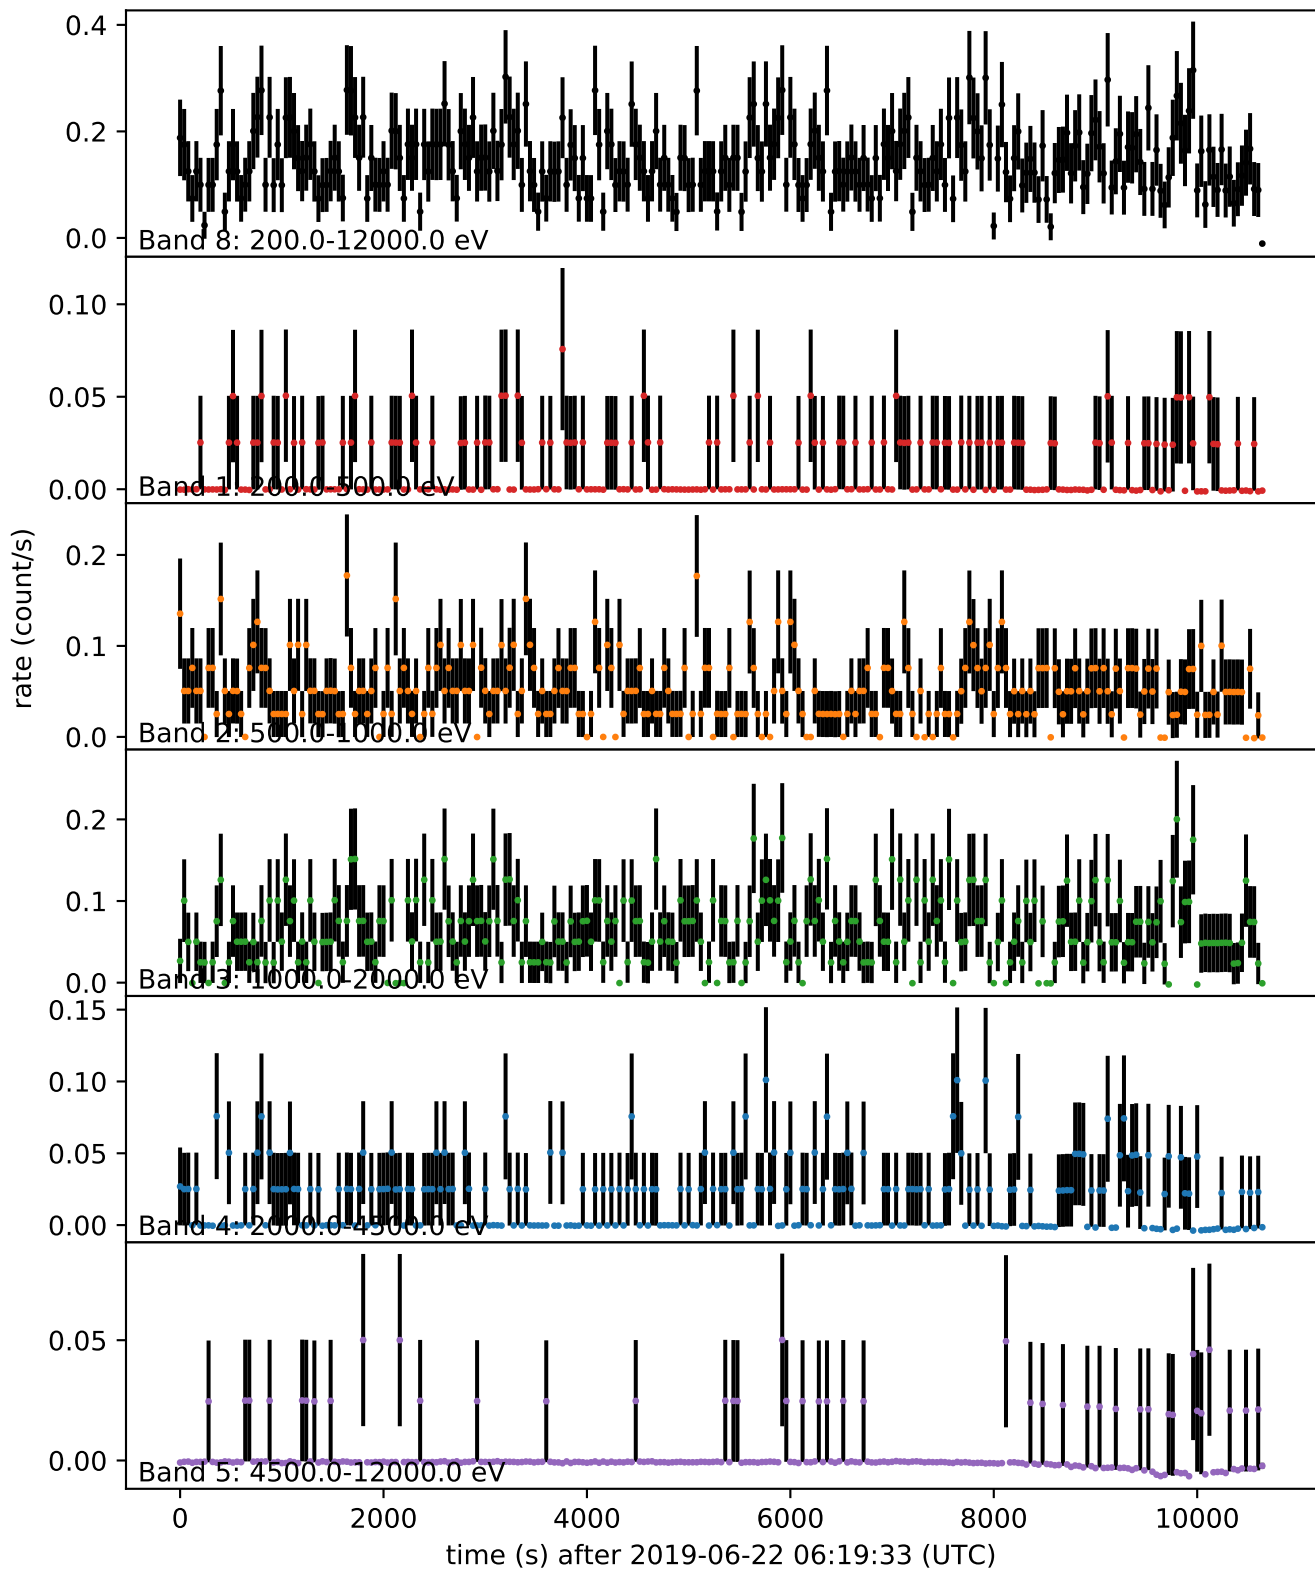 0.4
0.2
0.0
Band 8: 200.0-12000.0 eV
0.10
0.05
0.00
Band 1: 200.0-500.0 eV
rate (count/s)
0.2
0.1
0.0
Band 2: 500.0-1000.0 eV
0.2
0.1
0.0
Band 3: 1000.0-2000.0 eV
0.15
0.10
0.05
0.00
Band 4: 2000.0-4500.0 eV
0.05
0.00
Band 5: 4500.0-12000.0 eV
0 2000 4000 6000 8000 10000
time (s) after 2019-06-22 06:19:33 (UTC)